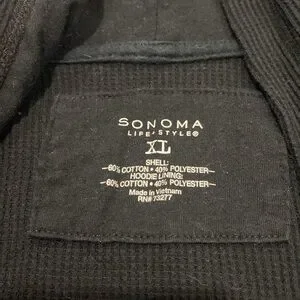 SONOMA
LIFE+STYLE®
XL
SHELL:
60% COTTON • 40% POLYESTER
HOODIE LINING:
60% COTTON • 40% POLYESTER
Made in Vietnam
RN# 73277